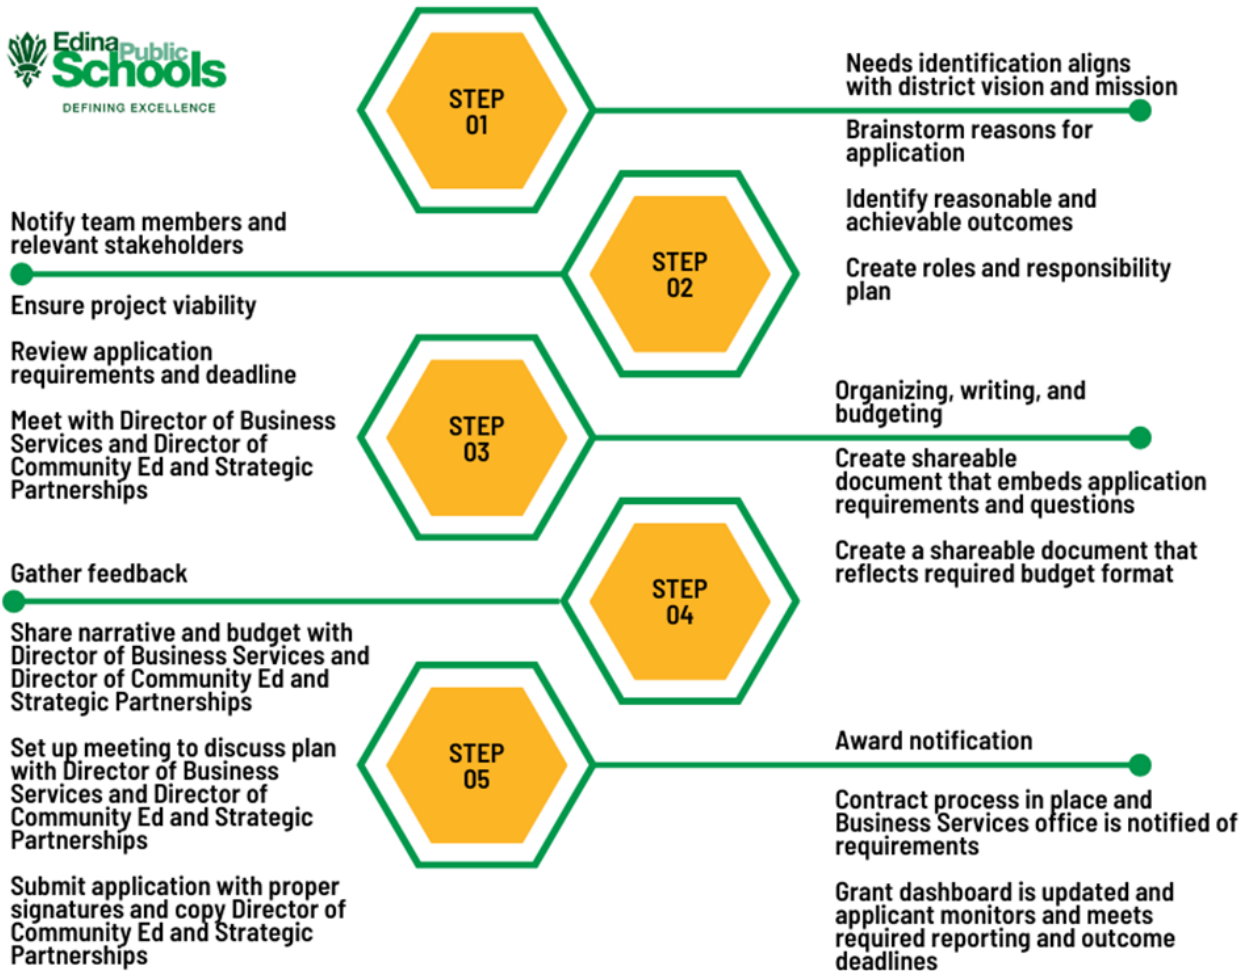 Edina Public
Schools
DEFINING EXCELLENCE
STEP
01
Needs identification aligns
with district vision and mission
Brainstorm reasons for
application
Identify reasonable and
achievable outcomes
Create roles and responsibility
plan
STEP
02
Notify team members and
relevant stakeholders
Ensure project viability
Review application
requirements and deadline
Meet with Director of Business
Services and Director of
Community Ed and Strategic
Partnerships
STEP
03
Organizing, writing, and
budgeting
Create shareable
document that embeds application
requirements and questions
Create a shareable document that
reflects required budget format
STEP
04
Gather feedback
Share narrative and budget with
Director of Business Services and
Director of Community Ed and
Strategic Partnerships
Set up meeting to discuss plan
with Director of Business
Services and Director of
Community Ed and Strategic
Partnerships
Submit application with proper
signatures and copy Director of
Community Ed and Strategic
Partnerships
STEP
05
Award notification
Contract process in place and
Business Services office is notified of
requirements
Grant dashboard is updated and
applicant monitors and meets
required reporting and outcome
deadlines